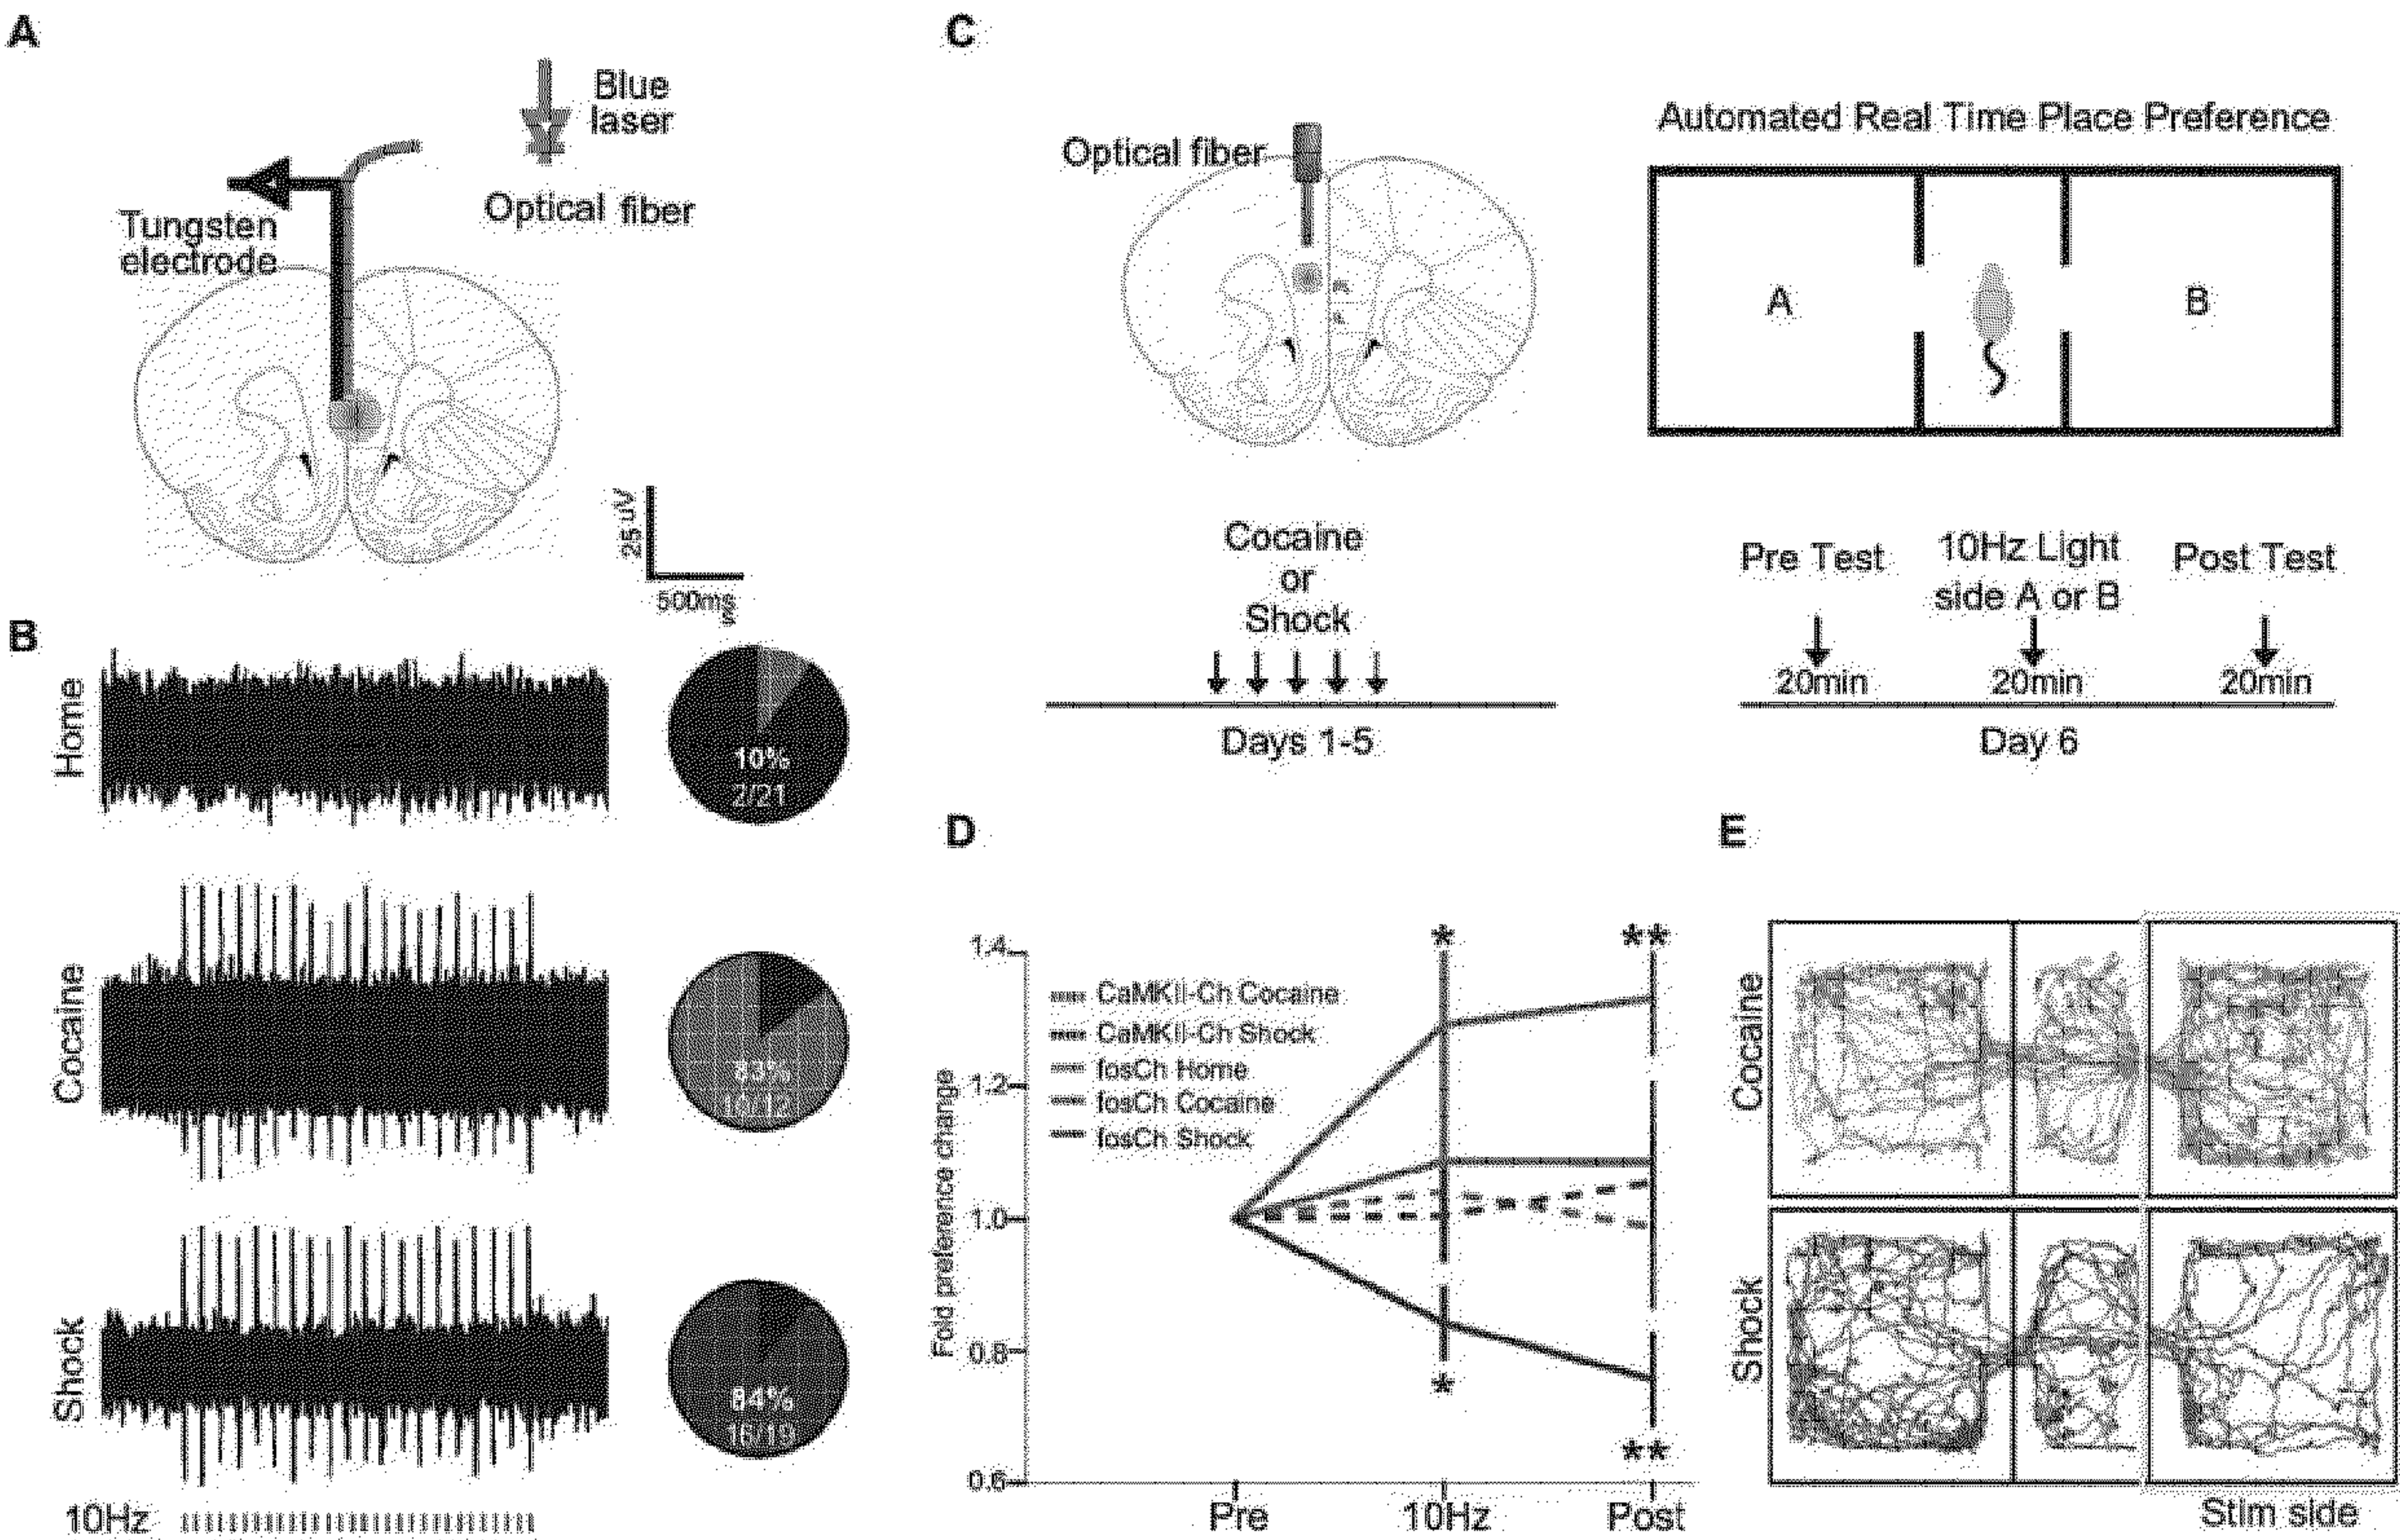 A
Blue
laser
Optical fiber
Tungsten
electrode
25 uV
500ms
B
Home
10%
2/21
Cocaine
83%
10/12
Shock
84%
16/19
10Hz
C
Optical fiber
Automated Real Time Place Preference
A
B
Cocaine
or
Shock
Days 1-5
Pre Test
10Hz Light
side A or B
Post Test
20min
20min
20min
Day 6
D
Fold preference change
1.4
1.2
1.0
0.8
0.6
*
**
CaMKII-Ch Cocaine
CaMKII-Ch Shock
fosCh Home
fosCh Cocaine
fosCh Shock
*
**
Pre
10Hz
Post
E
Cocaine
Shock
Stim side